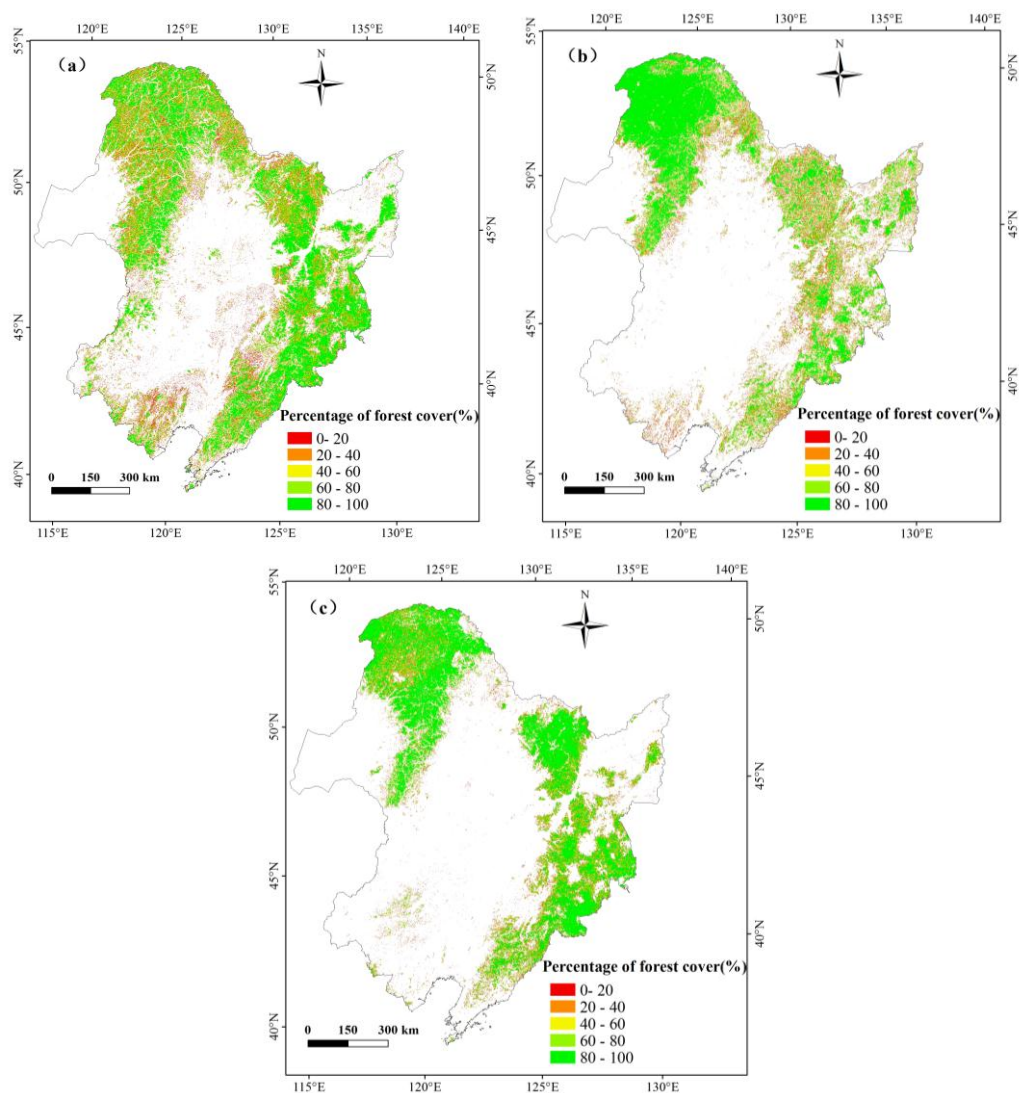 120°E 125°E 130°E 135°E 140°E
55°N
(a)
N
50°N
50°N
45°N
45°N
40°N
Percentage of forest cover(%)
0- 20
20 - 40
40 - 60
60 - 80
80 - 100
40°N
0 150 300 km
115°E 120°E 125°E 130°E
120°E 125°E 130°E 135°E 140°E
55°N
(b)
N
50°N
50°N
45°N
45°N
40°N
Percentage of forest cover(%)
0- 20
20 - 40
40 - 60
60 - 80
80 - 100
40°N
0 150 300 km
115°E 120°E 125°E 130°E
120°E 125°E 130°E 135°E 140°E
55°N
(c)
N
50°N
50°N
45°N
45°N
40°N
Percentage of forest cover(%)
0- 20
20 - 40
40 - 60
60 - 80
80 - 100
40°N
0 150 300 km
115°E 120°E 125°E 130°E